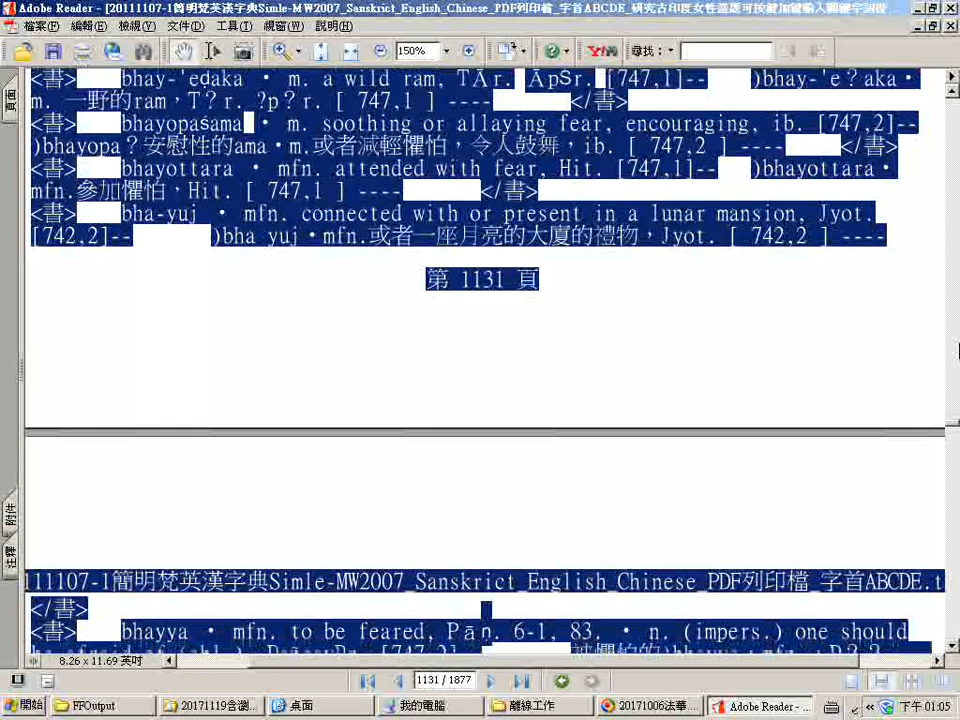 Adobe Reader - [20111107-1簡明梵英漢字典Simle-MW2007_Sanskrict_English_Chinese_PDF列印檔_字首ABCDE_研究古印度女性議題可按
檔案(F) 編輯(E) 檢視(V) 文件(D) 工具(T) 視窗(W) 說明(H)
150% 尋找:
頁面
<書> bhay-'eḍaka • m. a wild ram, TĀr. ĀpSr. [747,1]-- )bhay-'e？aka•
m. 一野的ram，T？r. ?p？r. [ 747,1 ] ---- </書>
<書> bhayopaśama • m. soothing or allaying fear, encouraging, ib. [747,2]--
)bhayopa？安慰性的ama•m.或者減輕懼怕，令人鼓舞，ib. [ 747,2 ] ---- </書>
<書> bhayottara • mfn. attended with fear, Hit. [747,1]-- )bhayottara•
mfn.參加懼怕，Hit. [ 747,1 ] ---- </書>
<書> bha-yuj • mfn. connected with or present in a lunar mansion, Jyot.
[742,2]-- )bha yuj•mfn.或者一座月亮的大廈的禮物，Jyot. [ 742,2 ] ----
第 1131 頁
111107-1簡明梵英漢字典Simle-MW2007_Sanskrict_English_Chinese_PDF列印檔_字首ABCDE.t
</書>
<書> bhayya • mfn. to be feared, Pāṇ. 6-1, 83. • n. (impers.) one should
附件
注釋
8.26 x 11.69 英吋
1131 / 1877
開始 FFOutput 20171119含瀏... 桌面 我的電腦 離線工作 20171006法華... Adobe Reader - ... 下午 01:05